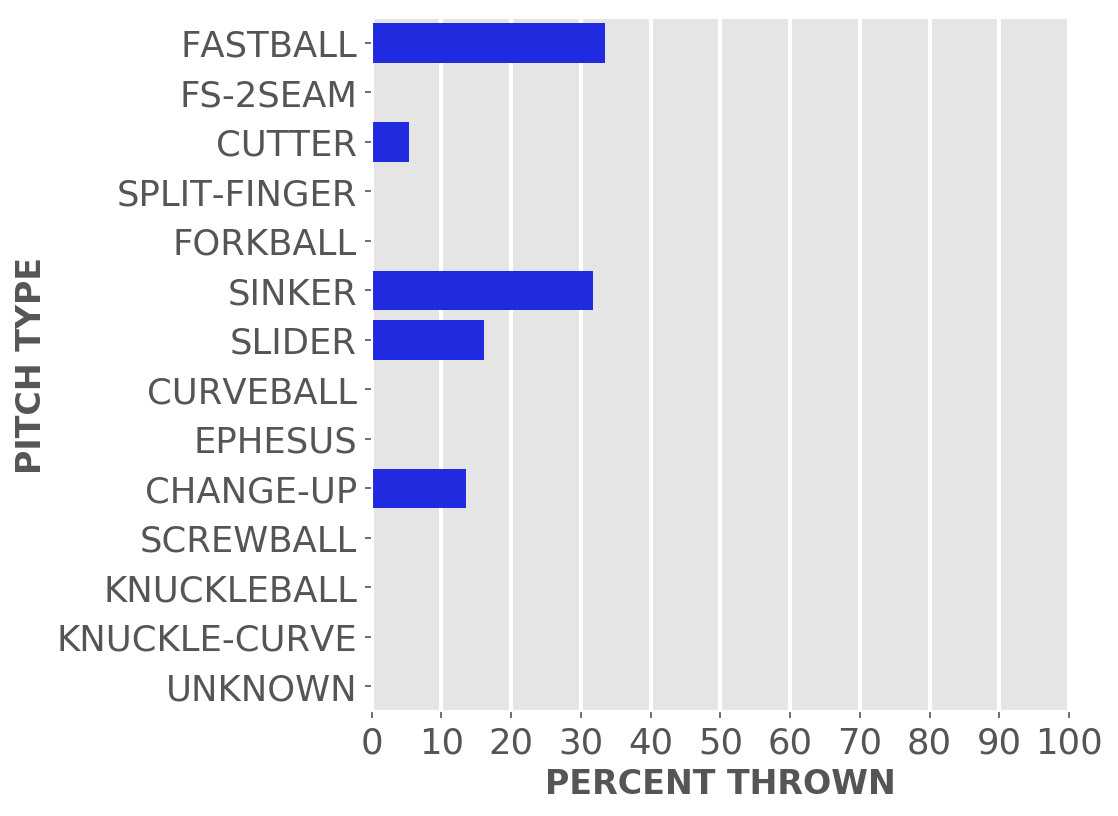 FASTBALL
FS-2SEAM
CUTTER
SPLIT-FINGER
FORKBALL
SINKER
SLIDER
CURVEBALL
EPHESUS
CHANGE-UP
SCREWBALL
KNUCKLEBALL
KNUCKLE-CURVE
UNKNOWN
PITCH TYPE
0 10 20 30 40 50 60 70 80 90 100
PERCENT THROWN